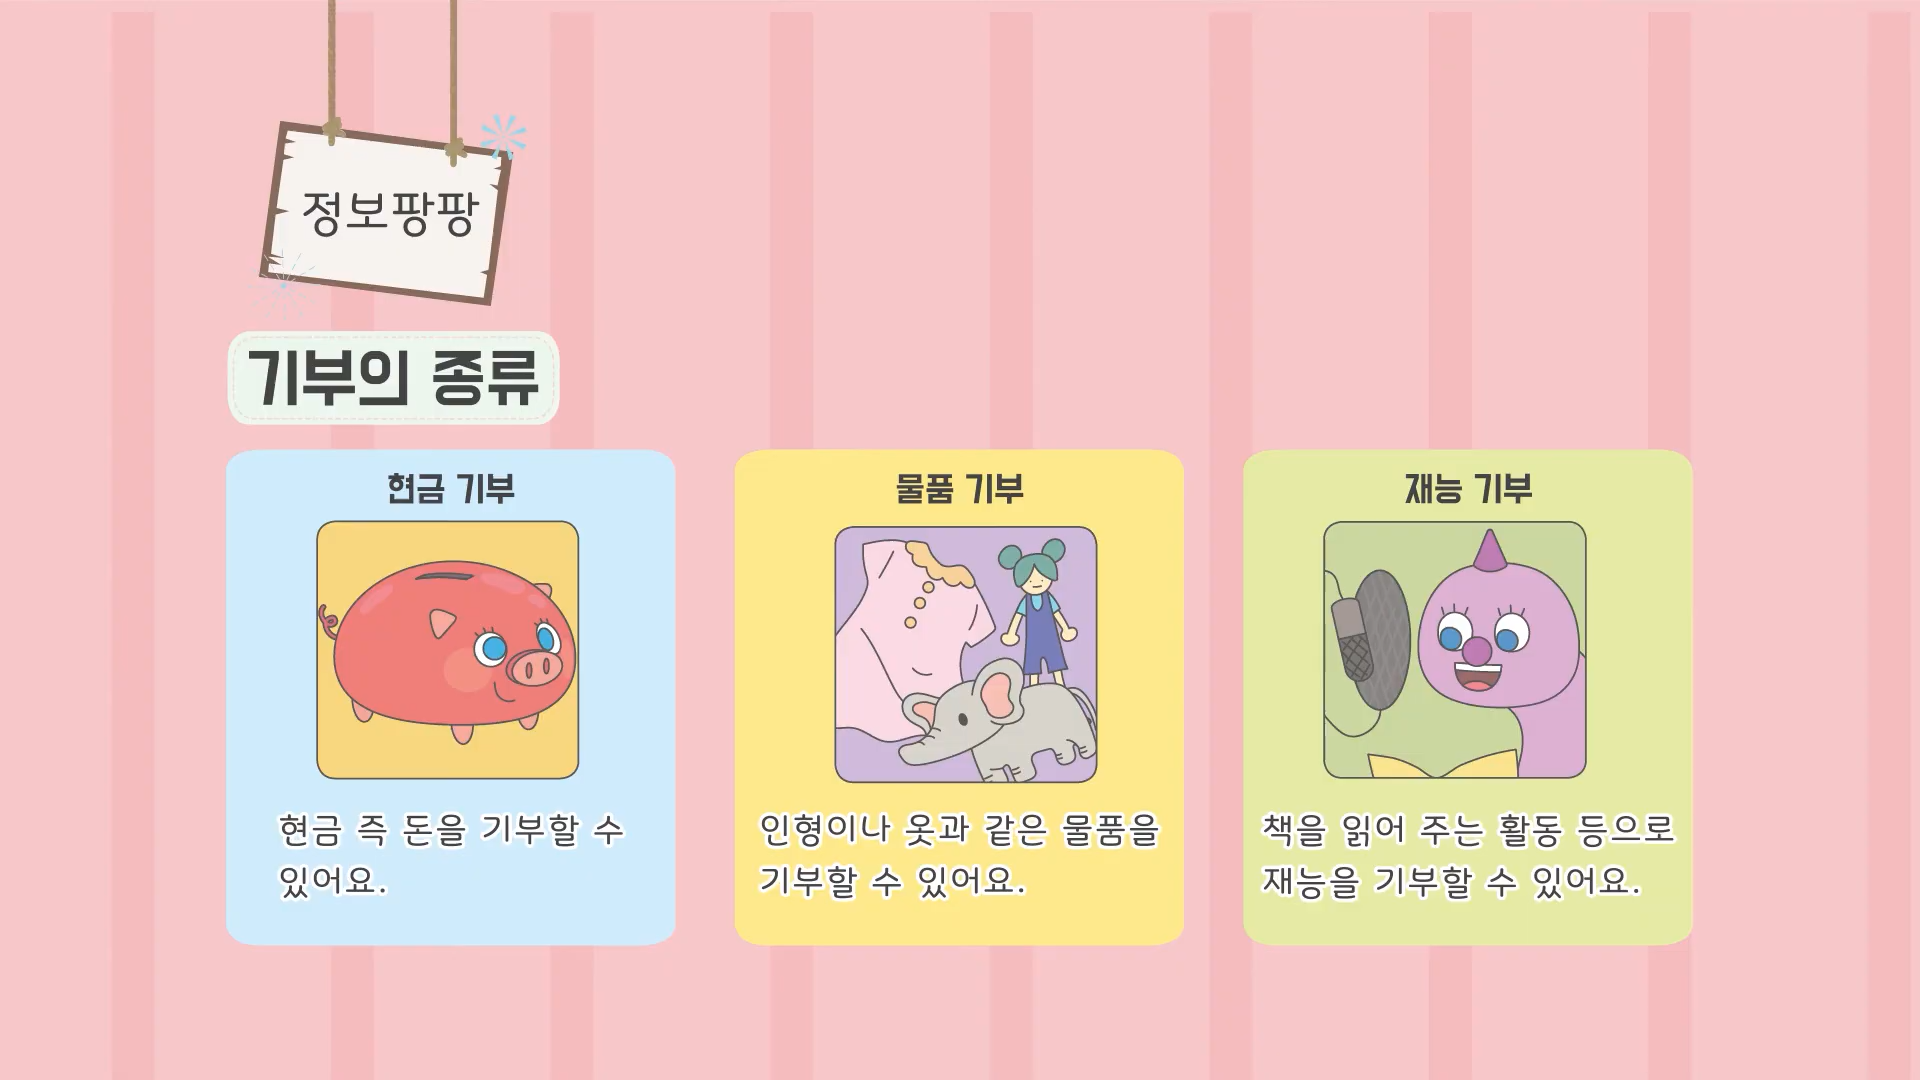 정보팡팡
기부의 종류
현금 기부
현금 즉 돈을 기부할 수
있어요.
물품 기부
인형이나 옷과 같은 물품을
기부할 수 있어요.
재능 기부
책을 읽어 주는 활동 등으로
재능을 기부할 수 있어요.